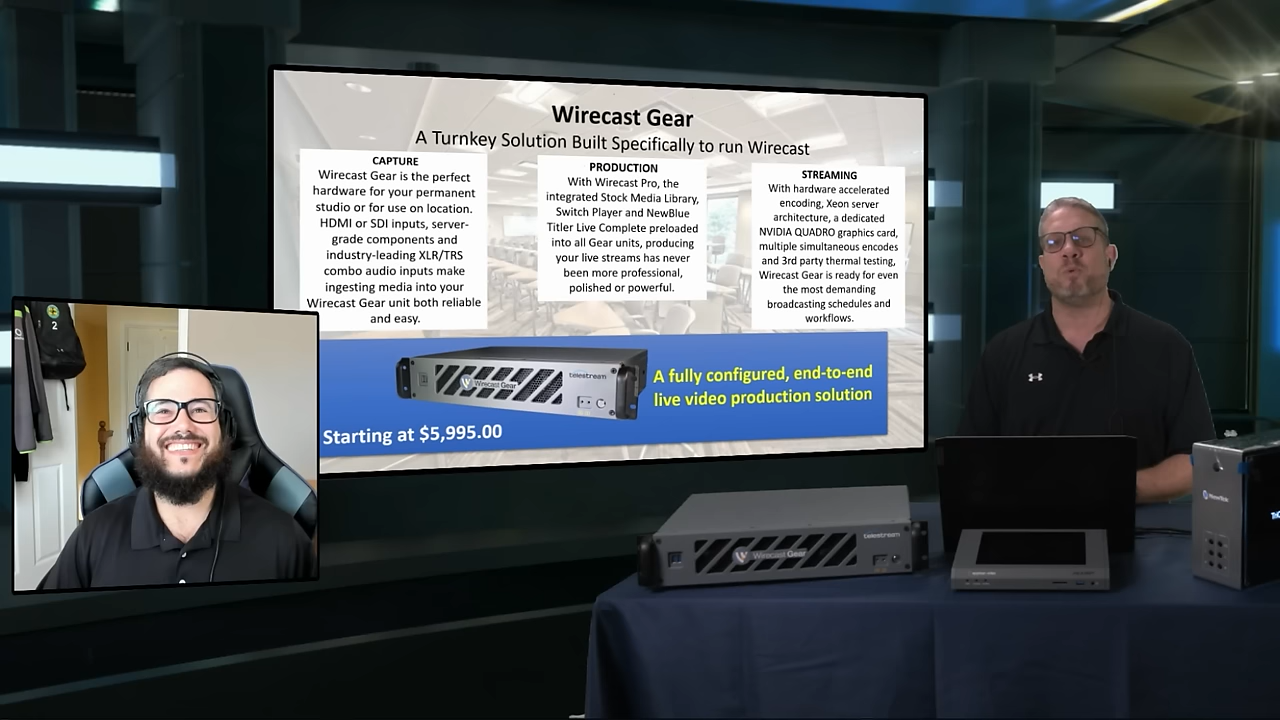 Wirecast Gear
A Turnkey Solution Built Specifically to run Wirecast
CAPTURE
Wirecast Gear is the perfect
hardware for your permanent
studio or for use on location.
HDMI or SDI inputs, server-
grade components and
industry-leading XLR/TRS
combo audio inputs make
ingesting media into your
Wirecast Gear unit both reliable
and easy.
PRODUCTION
With Wirecast Pro, the
integrated Stock Media Library,
Switch Player and NewBlue
Titler Live Complete preloaded
into all Gear units, producing
your live streams has never
been more professional,
polished or powerful.
STREAMING
With hardware accelerated
encoding, Xeon server
architecture, a dedicated
NVIDIA QUADRO graphics card,
multiple simultaneous encodes
and 3rd party thermal testing,
Wirecast Gear is ready for even
the most demanding
broadcasting schedules and
workflows.
Wirecast Gear
telestream
A fully configured, end-to-end
live video production solution
Starting at $5,995.00
2
Wirecast Gear
telestream